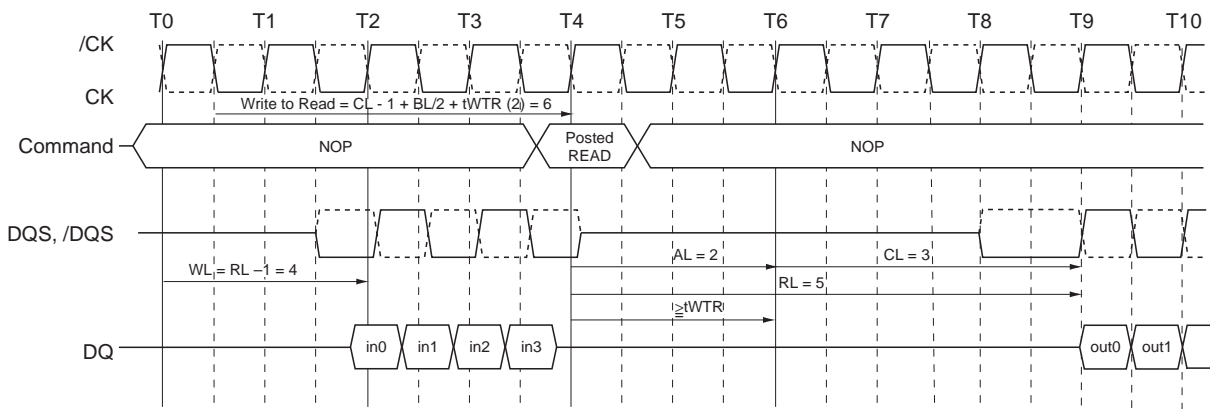 T0 T1 T2 T3 T4 T5 T6 T7 T8 T9 T10
/CK
CK
Write to Read = CL - 1 + BL/2 + tWTR (2) = 6
Command NOP Posted READ NOP
DQS, /DQS
WL = RL –1 = 4
AL = 2 CL = 3
RL = 5
≧tWTR
DQ in0 in1 in2 in3 out0 out1